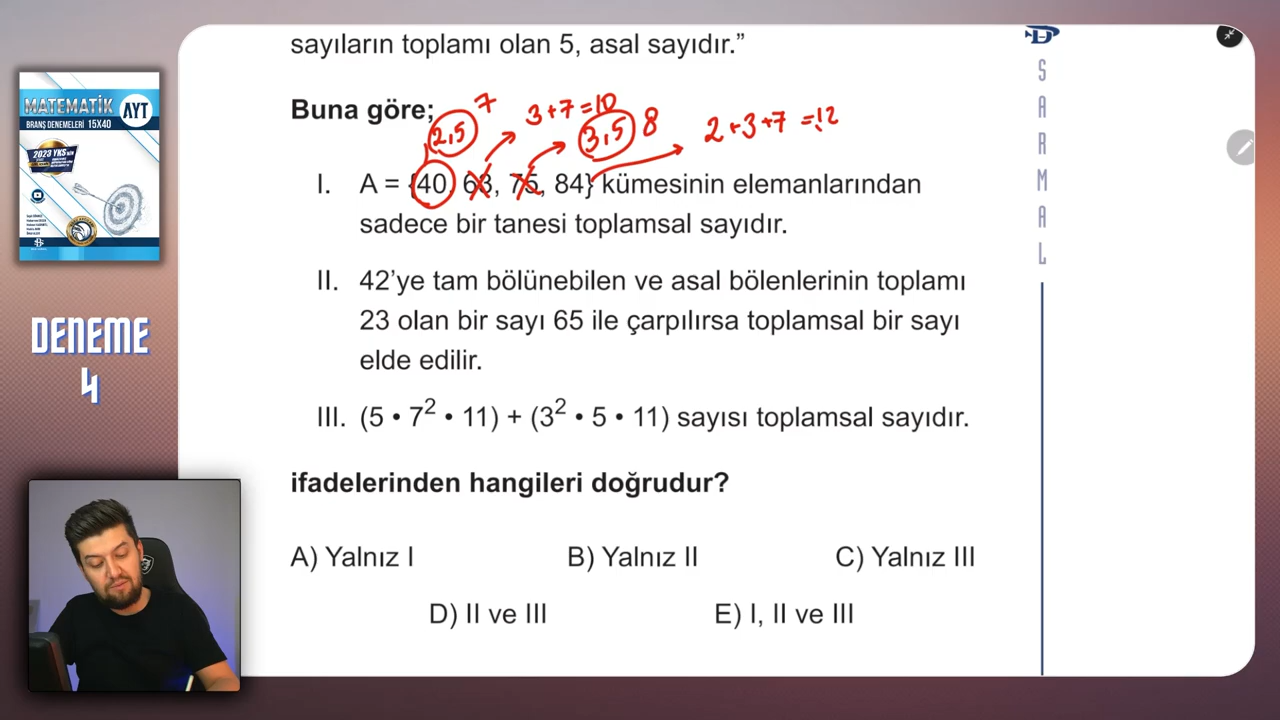 sayıların toplamı olan 5, asal sayıdır.”
Buna göre;
2,5 7
3+7=10
3,5 8
2+3+7=12
I. A = {40, 63, 75, 84} kümesinin elemanlarından
sadece bir tanesi toplamsal sayıdır.
II. 42’ye tam bölünebilen ve asal bölenlerinin toplamı
23 olan bir sayı 65 ile çarpılırsa toplamsal bir sayı
elde edilir.
III. (5 • 7² • 11) + (3² • 5 • 11) sayısı toplamsal sayıdır.
ifadelerinden hangileri doğrudur?
A) Yalnız I
B) Yalnız II
C) Yalnız III
D) II ve III
E) I, II ve III
MATEMATİK
AYT
BRANŞ DENEMELERİ 15X40
DENEME
4
SARMAL